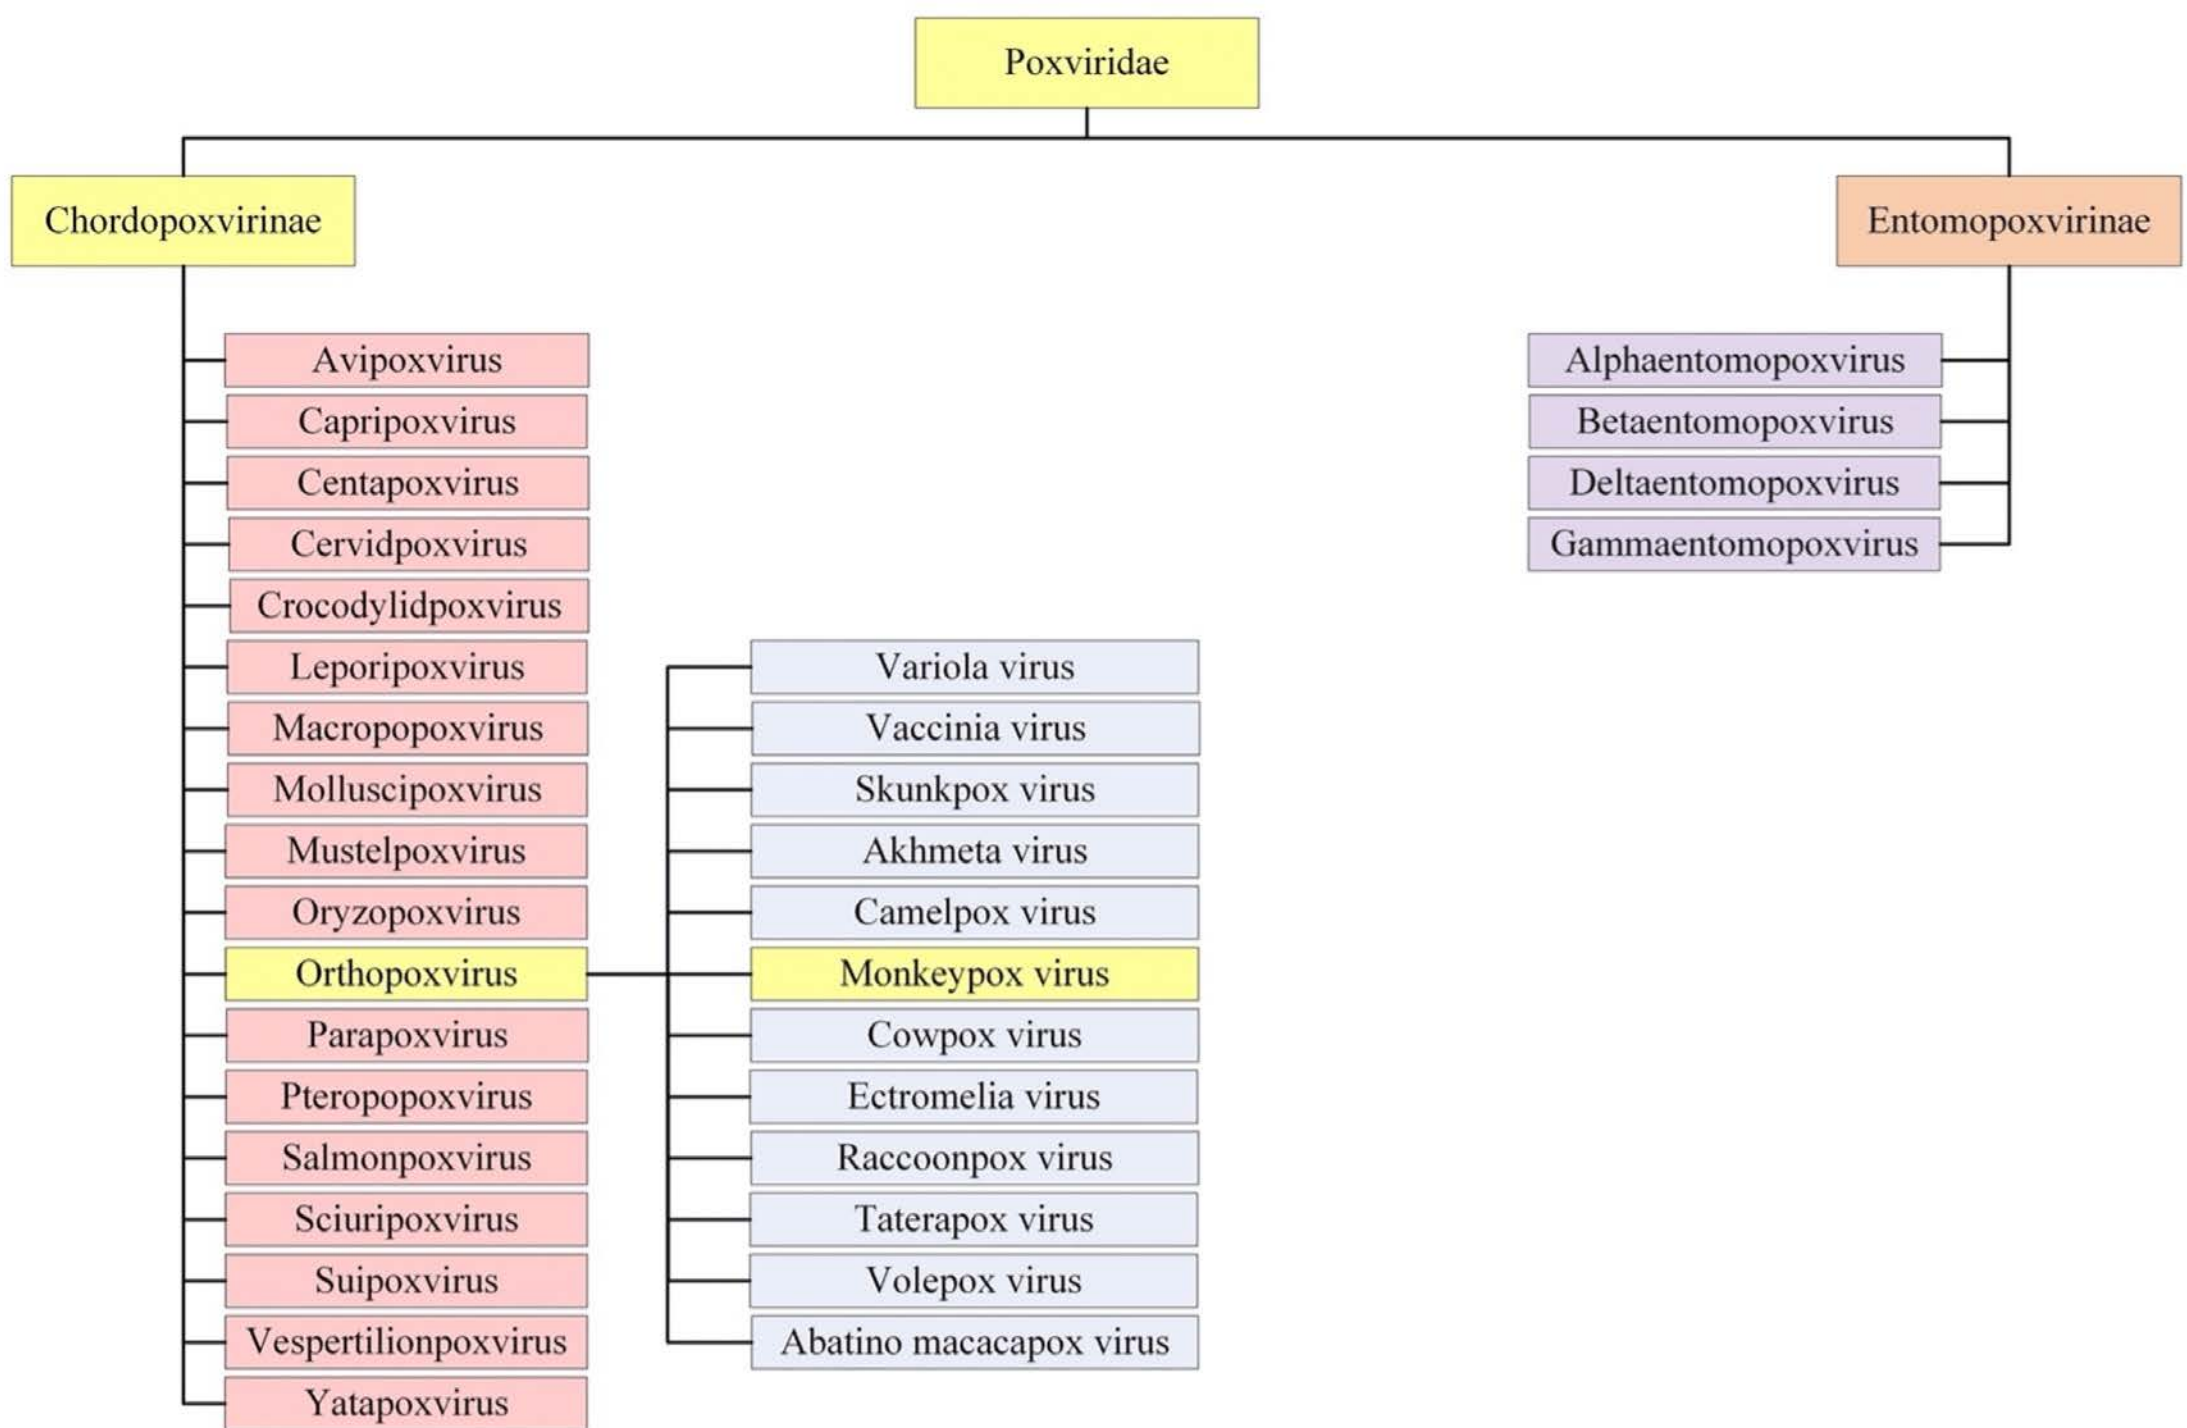 Poxviridae
Chordopoxvirinae
Entomopoxvirinae
Avipoxvirus
Capripoxvirus
Centapoxvirus
Cervidpoxvirus
Crocodylidpoxvirus
Leporipoxvirus
Macropopoxvirus
Molluscipoxvirus
Mustelpoxvirus
Oryzopoxvirus
Orthopoxvirus
Parapoxvirus
Pteropopoxvirus
Salmonpoxvirus
Sciuripoxvirus
Suipoxvirus
Vespertilionpoxvirus
Yatapoxvirus
Variola virus
Vaccinia virus
Skunkpox virus
Akhmeta virus
Camelpox virus
Monkeypox virus
Cowpox virus
Ectromelia virus
Raccoonpox virus
Taterapox virus
Volepox virus
Abatino macacapox virus
Alphaentomopoxvirus
Betaentomopoxvirus
Deltaentomopoxvirus
Gammaentomopoxvirus